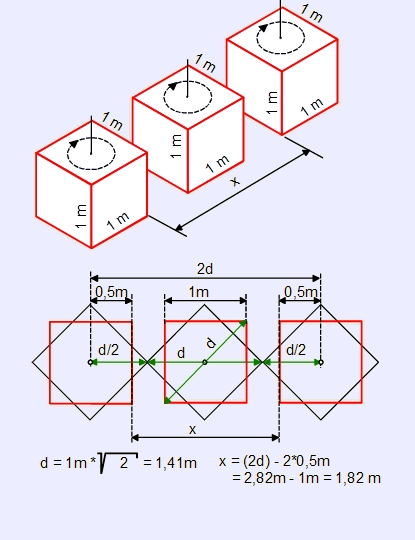 1 m
1 m
1 m
1 m
1 m
1 m
1 m
1 m
1 m
x
2d
0,5m
1m
0,5m
d/2
d
d
d/2
x
d = 1m * √2 = 1,41m
x = (2d) - 2*0,5m
= 2,82m - 1m = 1,82 m